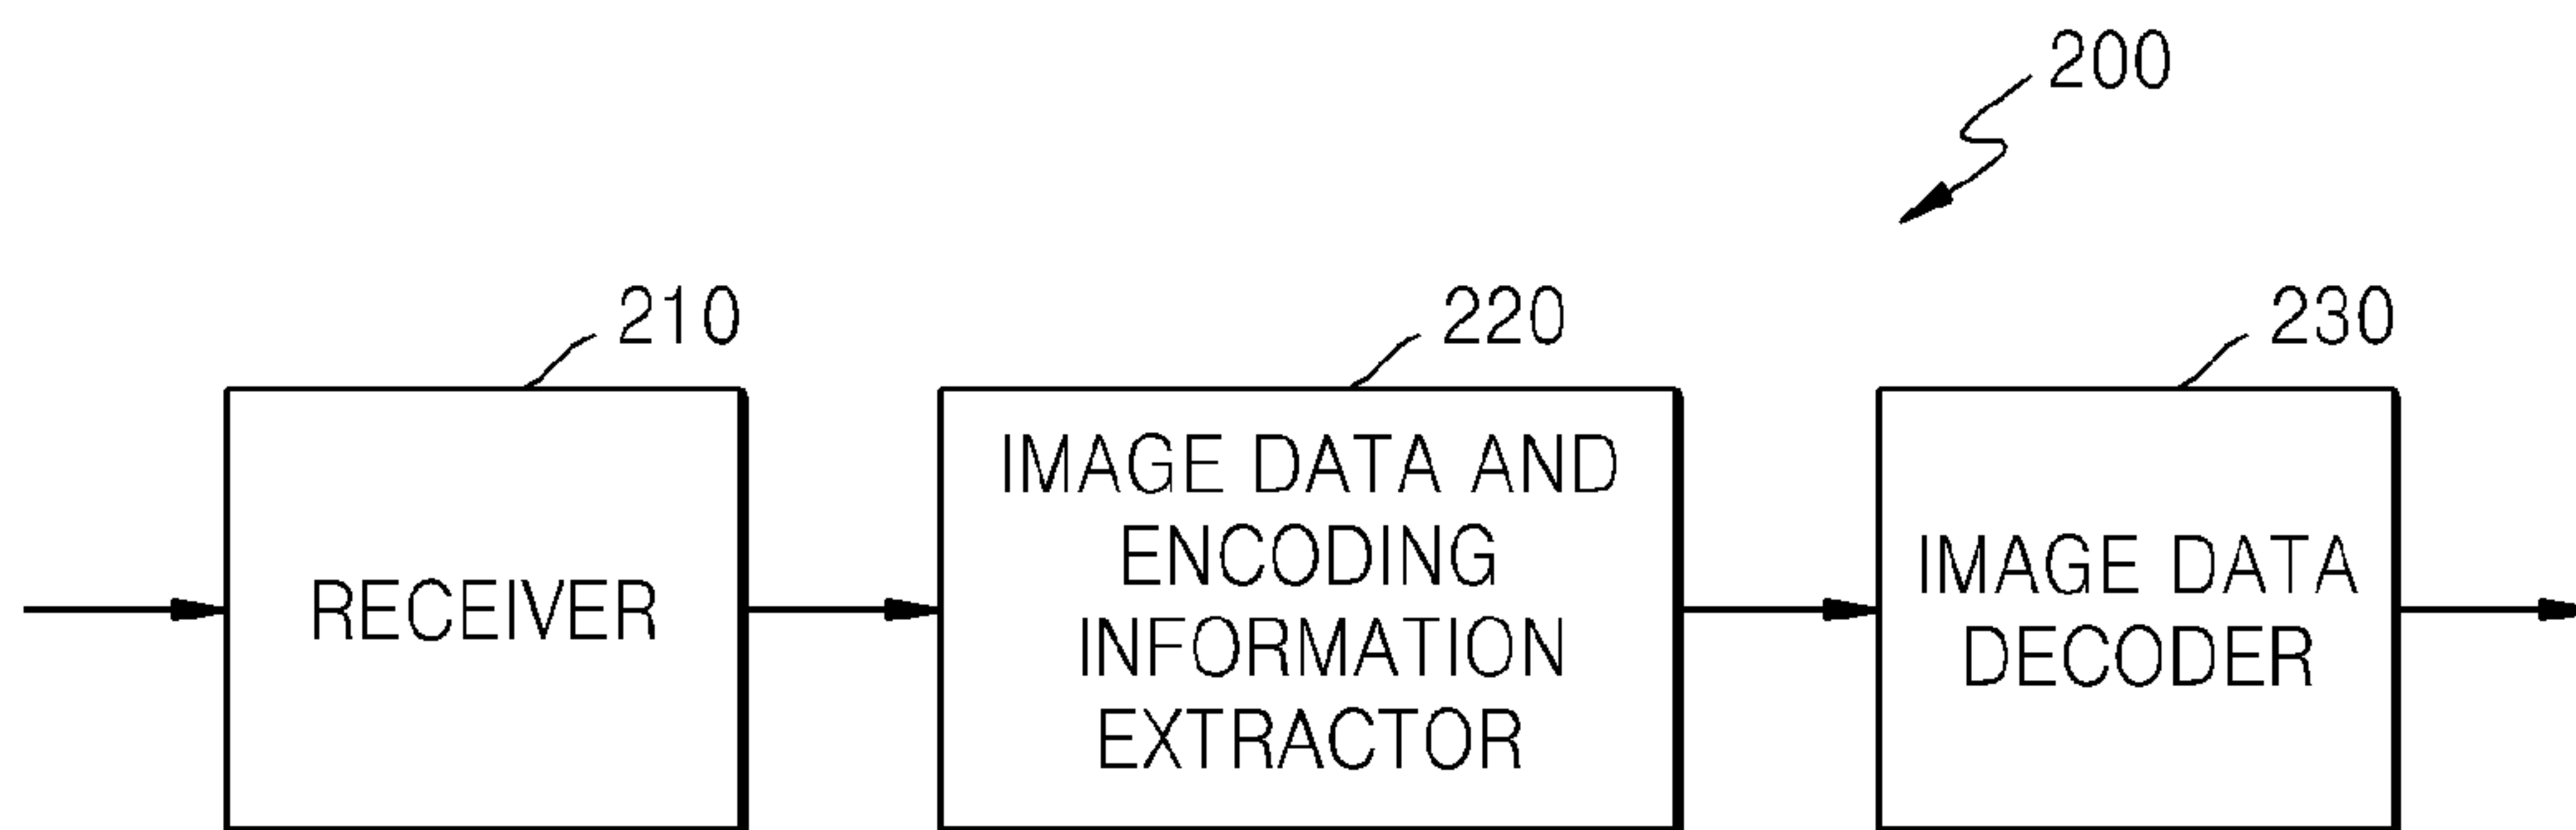 200
210
220
230
RECEIVER
IMAGE DATA AND
ENCODING
INFORMATION
EXTRACTOR
IMAGE DATA
DECODER